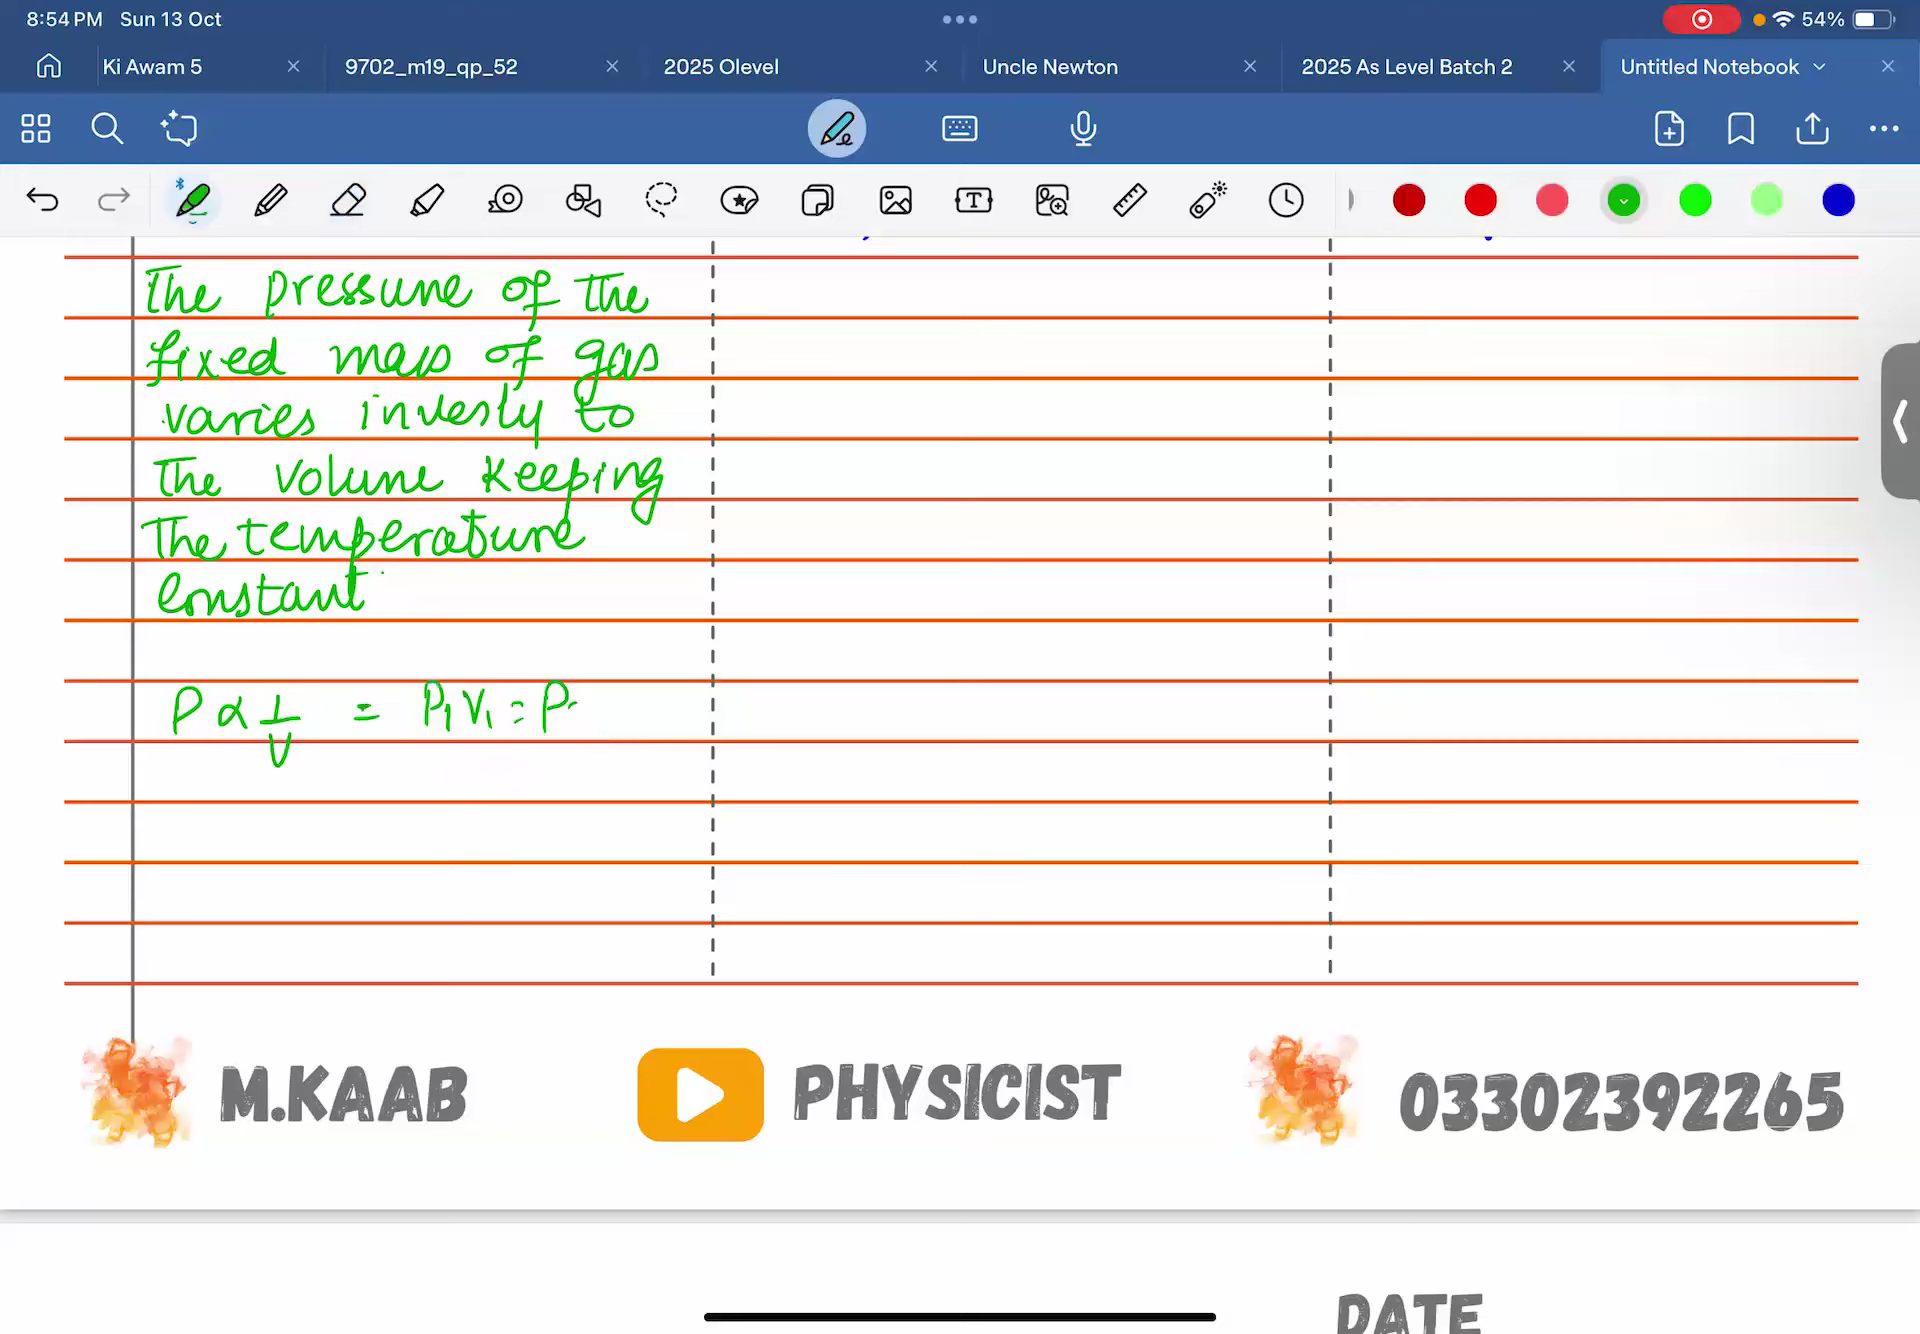 8:54 PM Sun 13 Oct
54%
Ki Awam 5
9702_m19_qp_52
2025 Olevel
Uncle Newton
2025 As Level Batch 2
Untitled Notebook
The pressure of the
fixed mass of gas
varies inversly to
The volume keeping
The temperature
constant
P ∝ 1/V = P₁V₁ = P
M.KAAB
PHYSICIST
03302392265
DATE